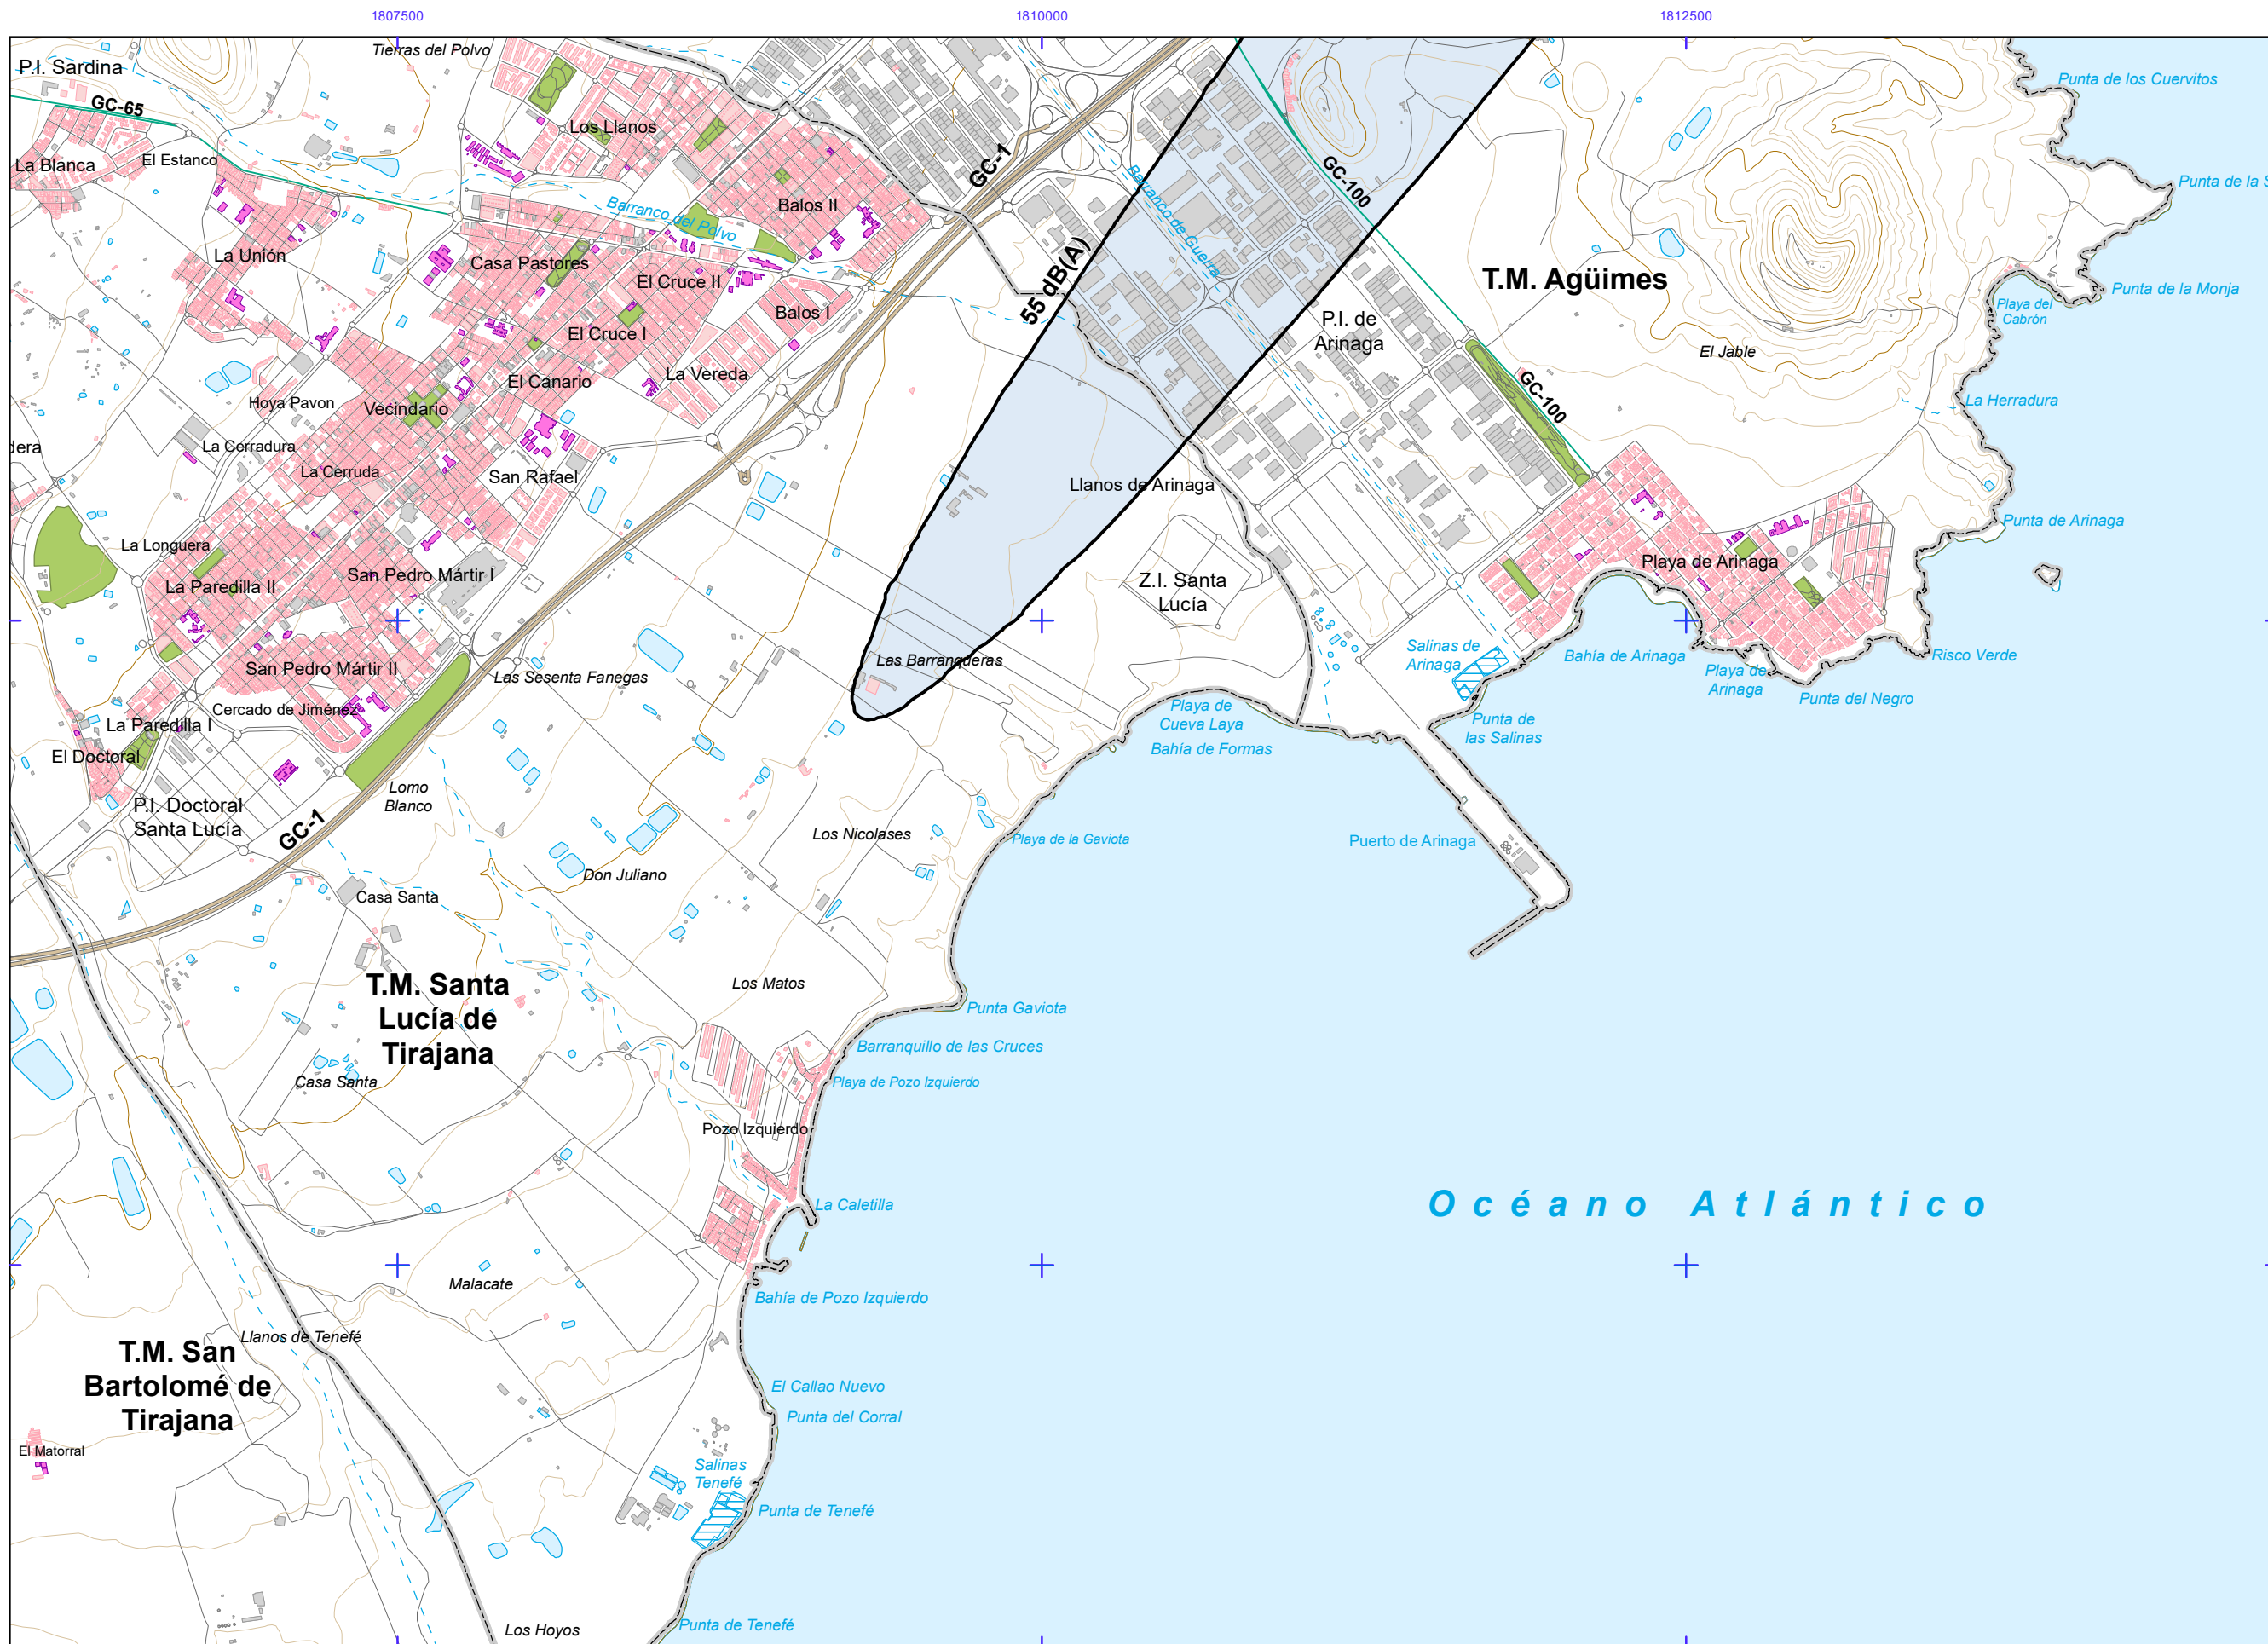 1807500
1810000
1812500
Tierras del Polvo
P.I. Sardina
GC-65
Punta de los Cuervitos
Los Llanos
La Blanca
El Estanco
GC-1
Barranco de Guerra
GC-100
Punta de la S
Balos II
Barranco del Polvo
La Unión
Casa Pastores
El Cruce II
55 dB(A)
T.M. Agüimes
Punta de la Monja
Playa del
Cabrón
Balos I
El Cruce I
P.I. de
Arinaga
El Jable
La Vereda
El Canario
GC-100
Hoya Pavon
Vecindario
La Herradura
dera
La Cerradura
La Cerruda
San Rafael
Llanos de Arinaga
Punta de Arinaga
La Longuera
Playa de Arinaga
San Pedro Mártir I
La Paredilla II
Z.I. Santa
Lucía
Salinas de
Arinaga
Bahía de Arinaga
Risco Verde
Las Barranqueras
San Pedro Mártir II
Las Sesenta Fanegas
Playa de
Arinaga
Punta del Negro
Cercado de Jiménez
Playa de
Cueva Laya
Punta de
las Salinas
La Paredilla I
Bahía de Formas
El Doctoral
Lomo
Blanco
P.I. Doctoral
Santa Lucía
GC-1
Los Nicolases
Playa de la Gaviota
Puerto de Arinaga
Don Juliano
Casa Santa
Los Matos
T.M. Santa
Lucía de
Tirajana
Punta Gaviota
Barranquillo de las Cruces
Casa Santa
Playa de Pozo Izquierdo
Pozo Izquierdo
La Caletilla
Océano Atlántico
Malacate
Bahía de Pozo Izquierdo
Llanos de Tenefé
T.M. San
Bartolomé de
Tirajana
El Callao Nuevo
Punta del Corral
El Matorral
Salinas
Tenefé
Punta de Tenefé
Los Hoyos
Punta de Tenefé